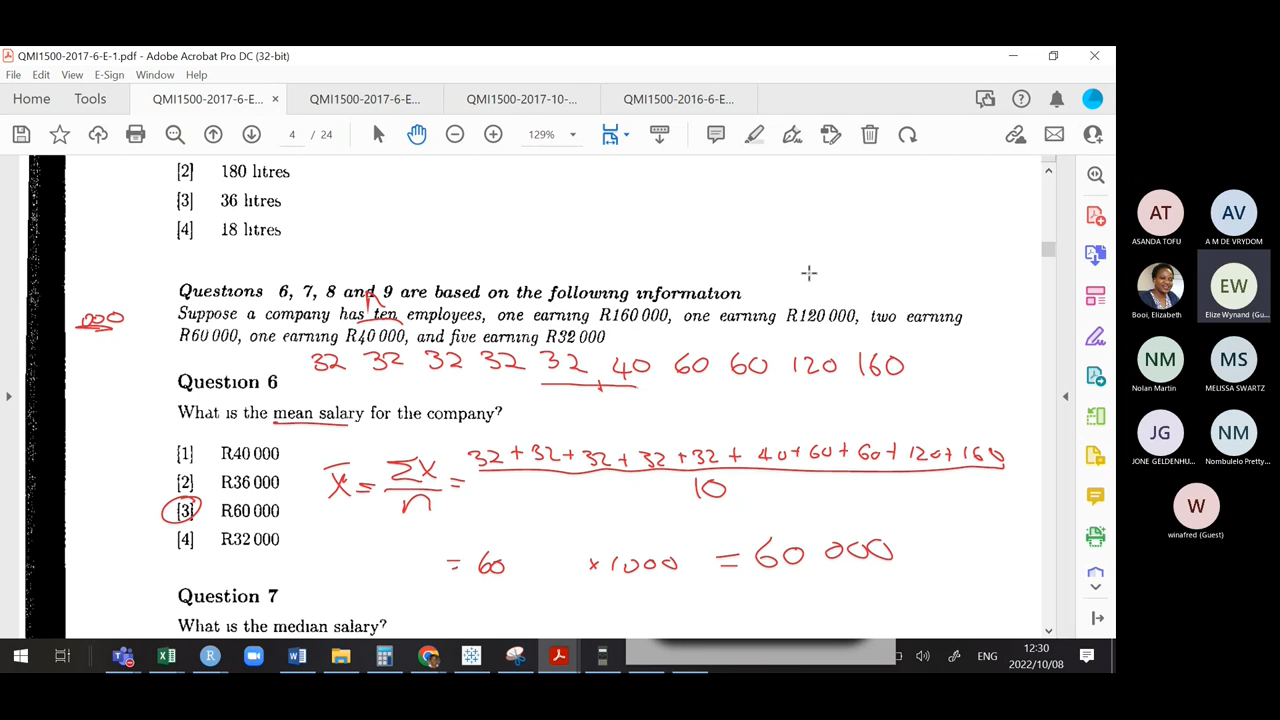 QMI1500-2017-6-E-1.pdf - Adobe Acrobat Pro DC (32-bit)
File Edit View E-Sign Window Help
Home Tools QMI1500-2017-6-E... × QMI1500-2017-6-E... QMI1500-2017-10-... QMI1500-2016-6-E...
4 / 24 129%
[2] 180 litres
[3] 36 litres
[4] 18 litres
Questions 6, 7, 8 and 9 are based on the following information
n
Suppose a company has ten employees, one earning R160 000, one earning R120 000, two earning
000
R60 000, one earning R40 000, and five earning R32 000
32 32 32 32 32 40 60 60 120 160
Question 6
What is the mean salary for the company?
[1] R40 000
[2] R36 000
[3] R60 000
[4] R32 000
x̄ = Σx / n = 32 + 32 + 32 + 32 + 32 + 40 + 60 + 60 + 120 + 160 / 10
= 60 × 1000 = 60 000
Question 7
What is the median salary?
AT
ASANDA TOFU
AV
A M DE VRYDOM
Booi, Elizabeth
EW
Elize Wynand (Gu...
NM
Nolan Martin
MS
MELISSA SWARTZ
JG
JONE GELDENHU...
NM
Nombulelo Pretty...
W
winafred (Guest)
ENG
12:30
2022/10/08